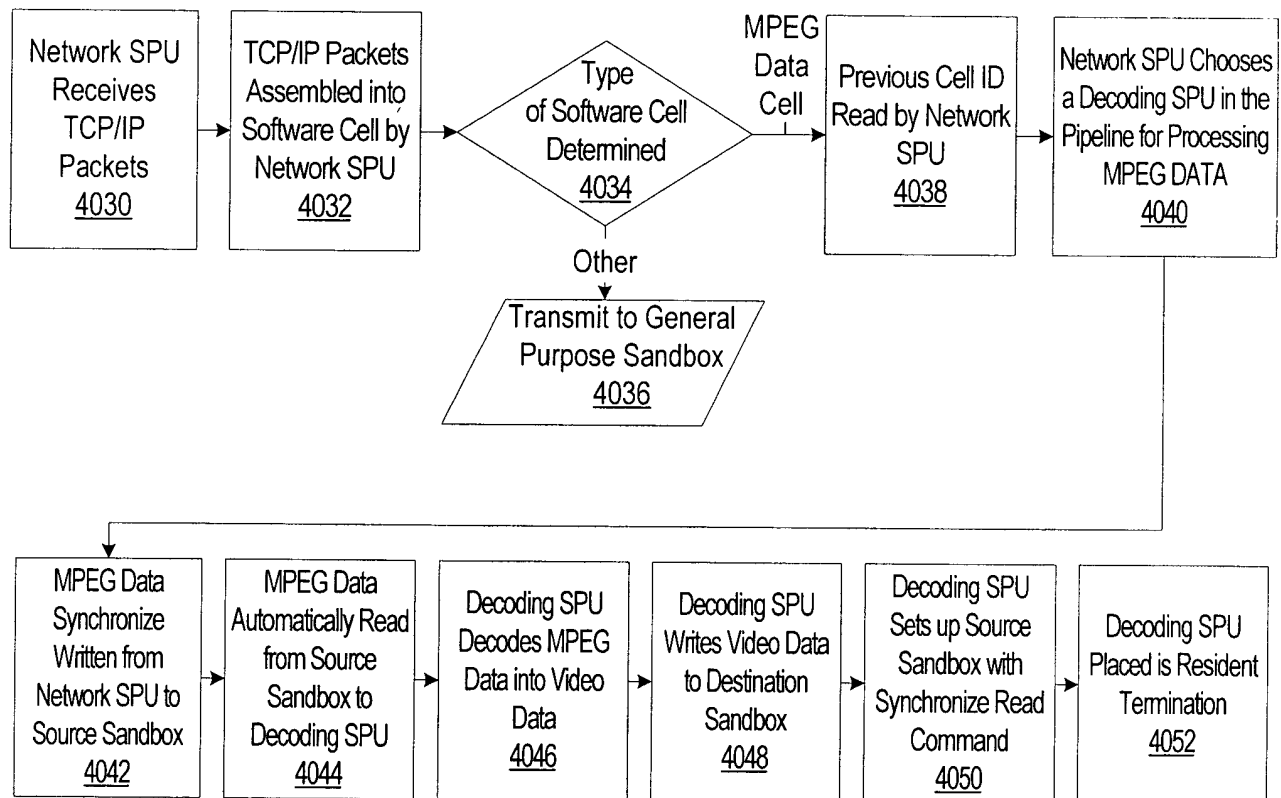 Network SPU
Receives
TCP/IP
Packets
4030
TCP/IP Packets
Assembled into
Software Cell by
Network SPU
4032
Type
of Software Cell
Determined
4034
MPEG
Data
Cell
Previous Cell ID
Read by Network
SPU
4038
Network SPU Chooses
a Decoding SPU in the
Pipeline for Processing
MPEG DATA
4040
Other
Transmit to General
Purpose Sandbox
4036
MPEG Data
Synchronize
Written from
Network SPU to
Source Sandbox
4042
MPEG Data
Automatically Read
from Source
Sandbox to
Decoding SPU
4044
Decoding SPU
Decodes MPEG
Data into Video
Data
4046
Decoding SPU
Writes Video Data
to Destination
Sandbox
4048
Decoding SPU
Sets up Source
Sandbox with
Synchronize Read
Command
4050
Decoding SPU
Placed is Resident
Termination
4052